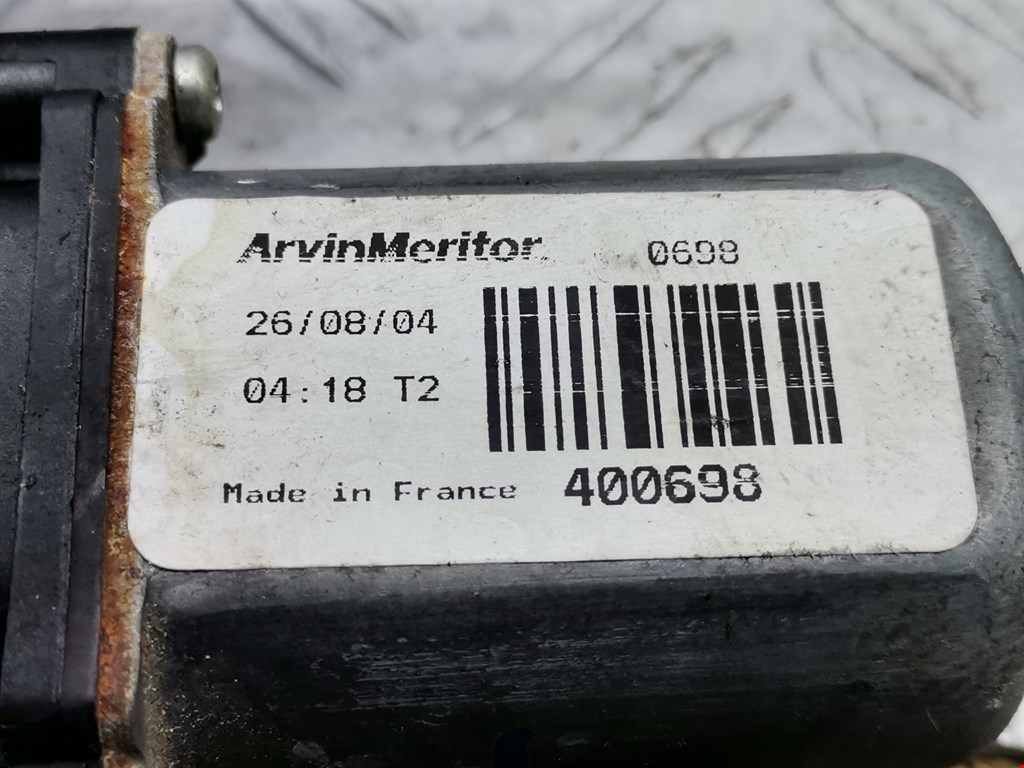 ArvinMeritor 0698
26/08/04
04:18 T2
Made in France 400698